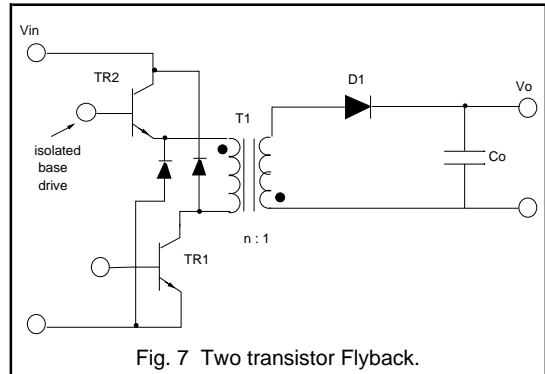 Vin
TR2
isolated
base
drive
T1
D1
Vo
Co
n : 1
TR1
Fig. 7 Two transistor Flyback.